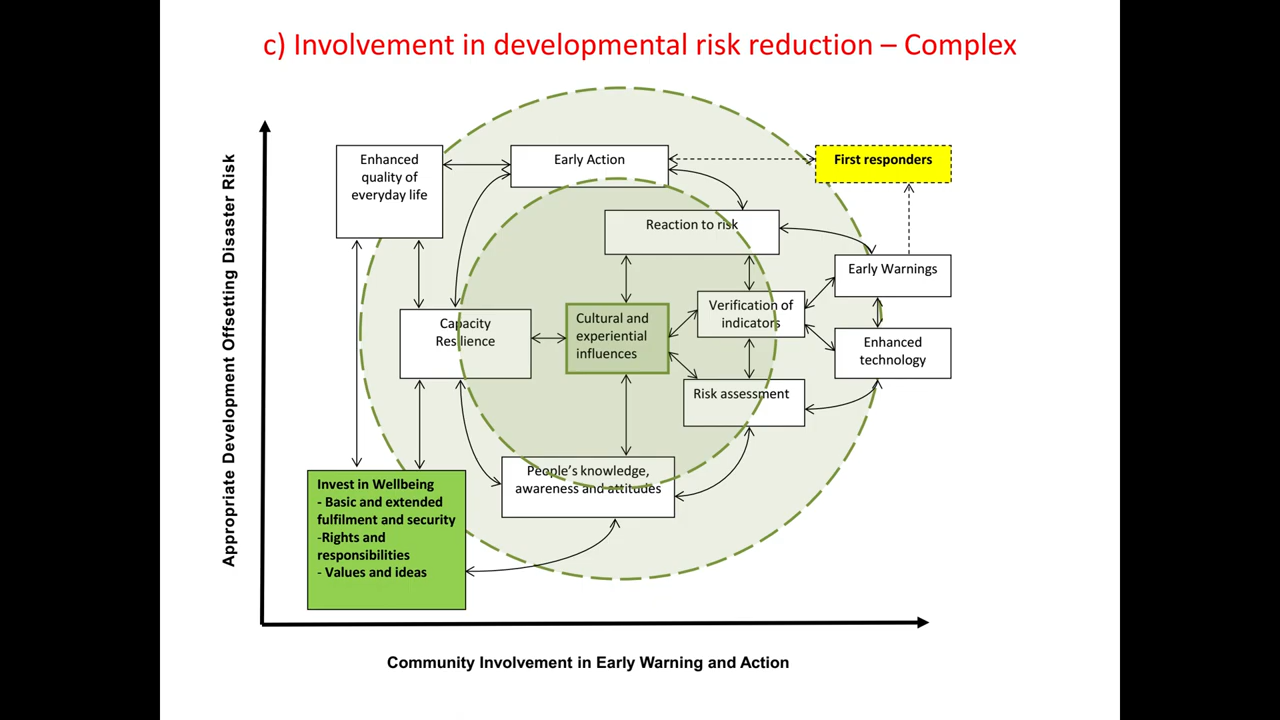 c) Involvement in developmental risk reduction – Complex
Appropriate Development Offsetting Disaster Risk
Enhanced
quality of
everyday life
Early Action
First responders
Reaction to risk
Early Warnings
Capacity
Resilience
Cultural and
experiential
influences
Verification of
indicators
Enhanced
technology
Risk assessment
People's knowledge,
awareness and attitudes
Invest in Wellbeing
- Basic and extended
fulfilment and security
-Rights and
responsibilities
- Values and ideas
Community Involvement in Early Warning and Action